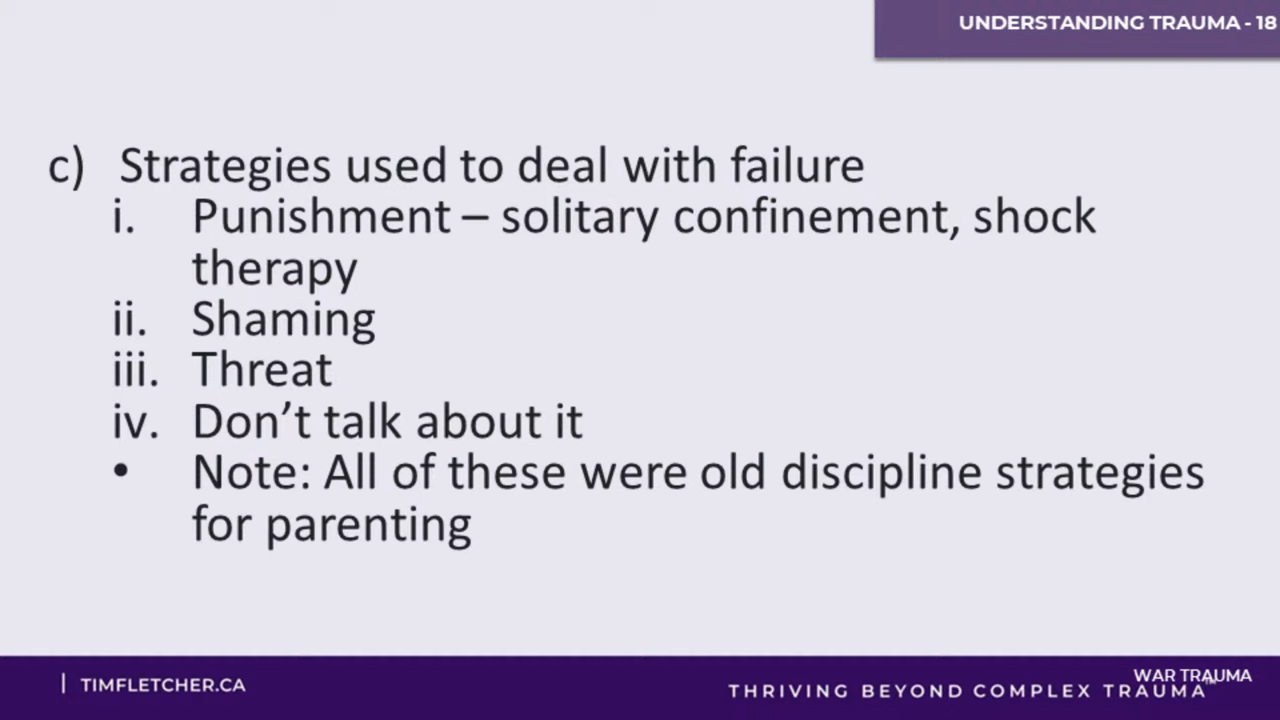 UNDERSTANDING TRAUMA - 18
c) Strategies used to deal with failure
i. Punishment – solitary confinement, shock
therapy
ii. Shaming
iii. Threat
iv. Don’t talk about it
• Note: All of these were old discipline strategies
for parenting
TIMFLETCHER.CA
WAR TRAUMA
THRIVING BEYOND COMPLEX TRAUMA™